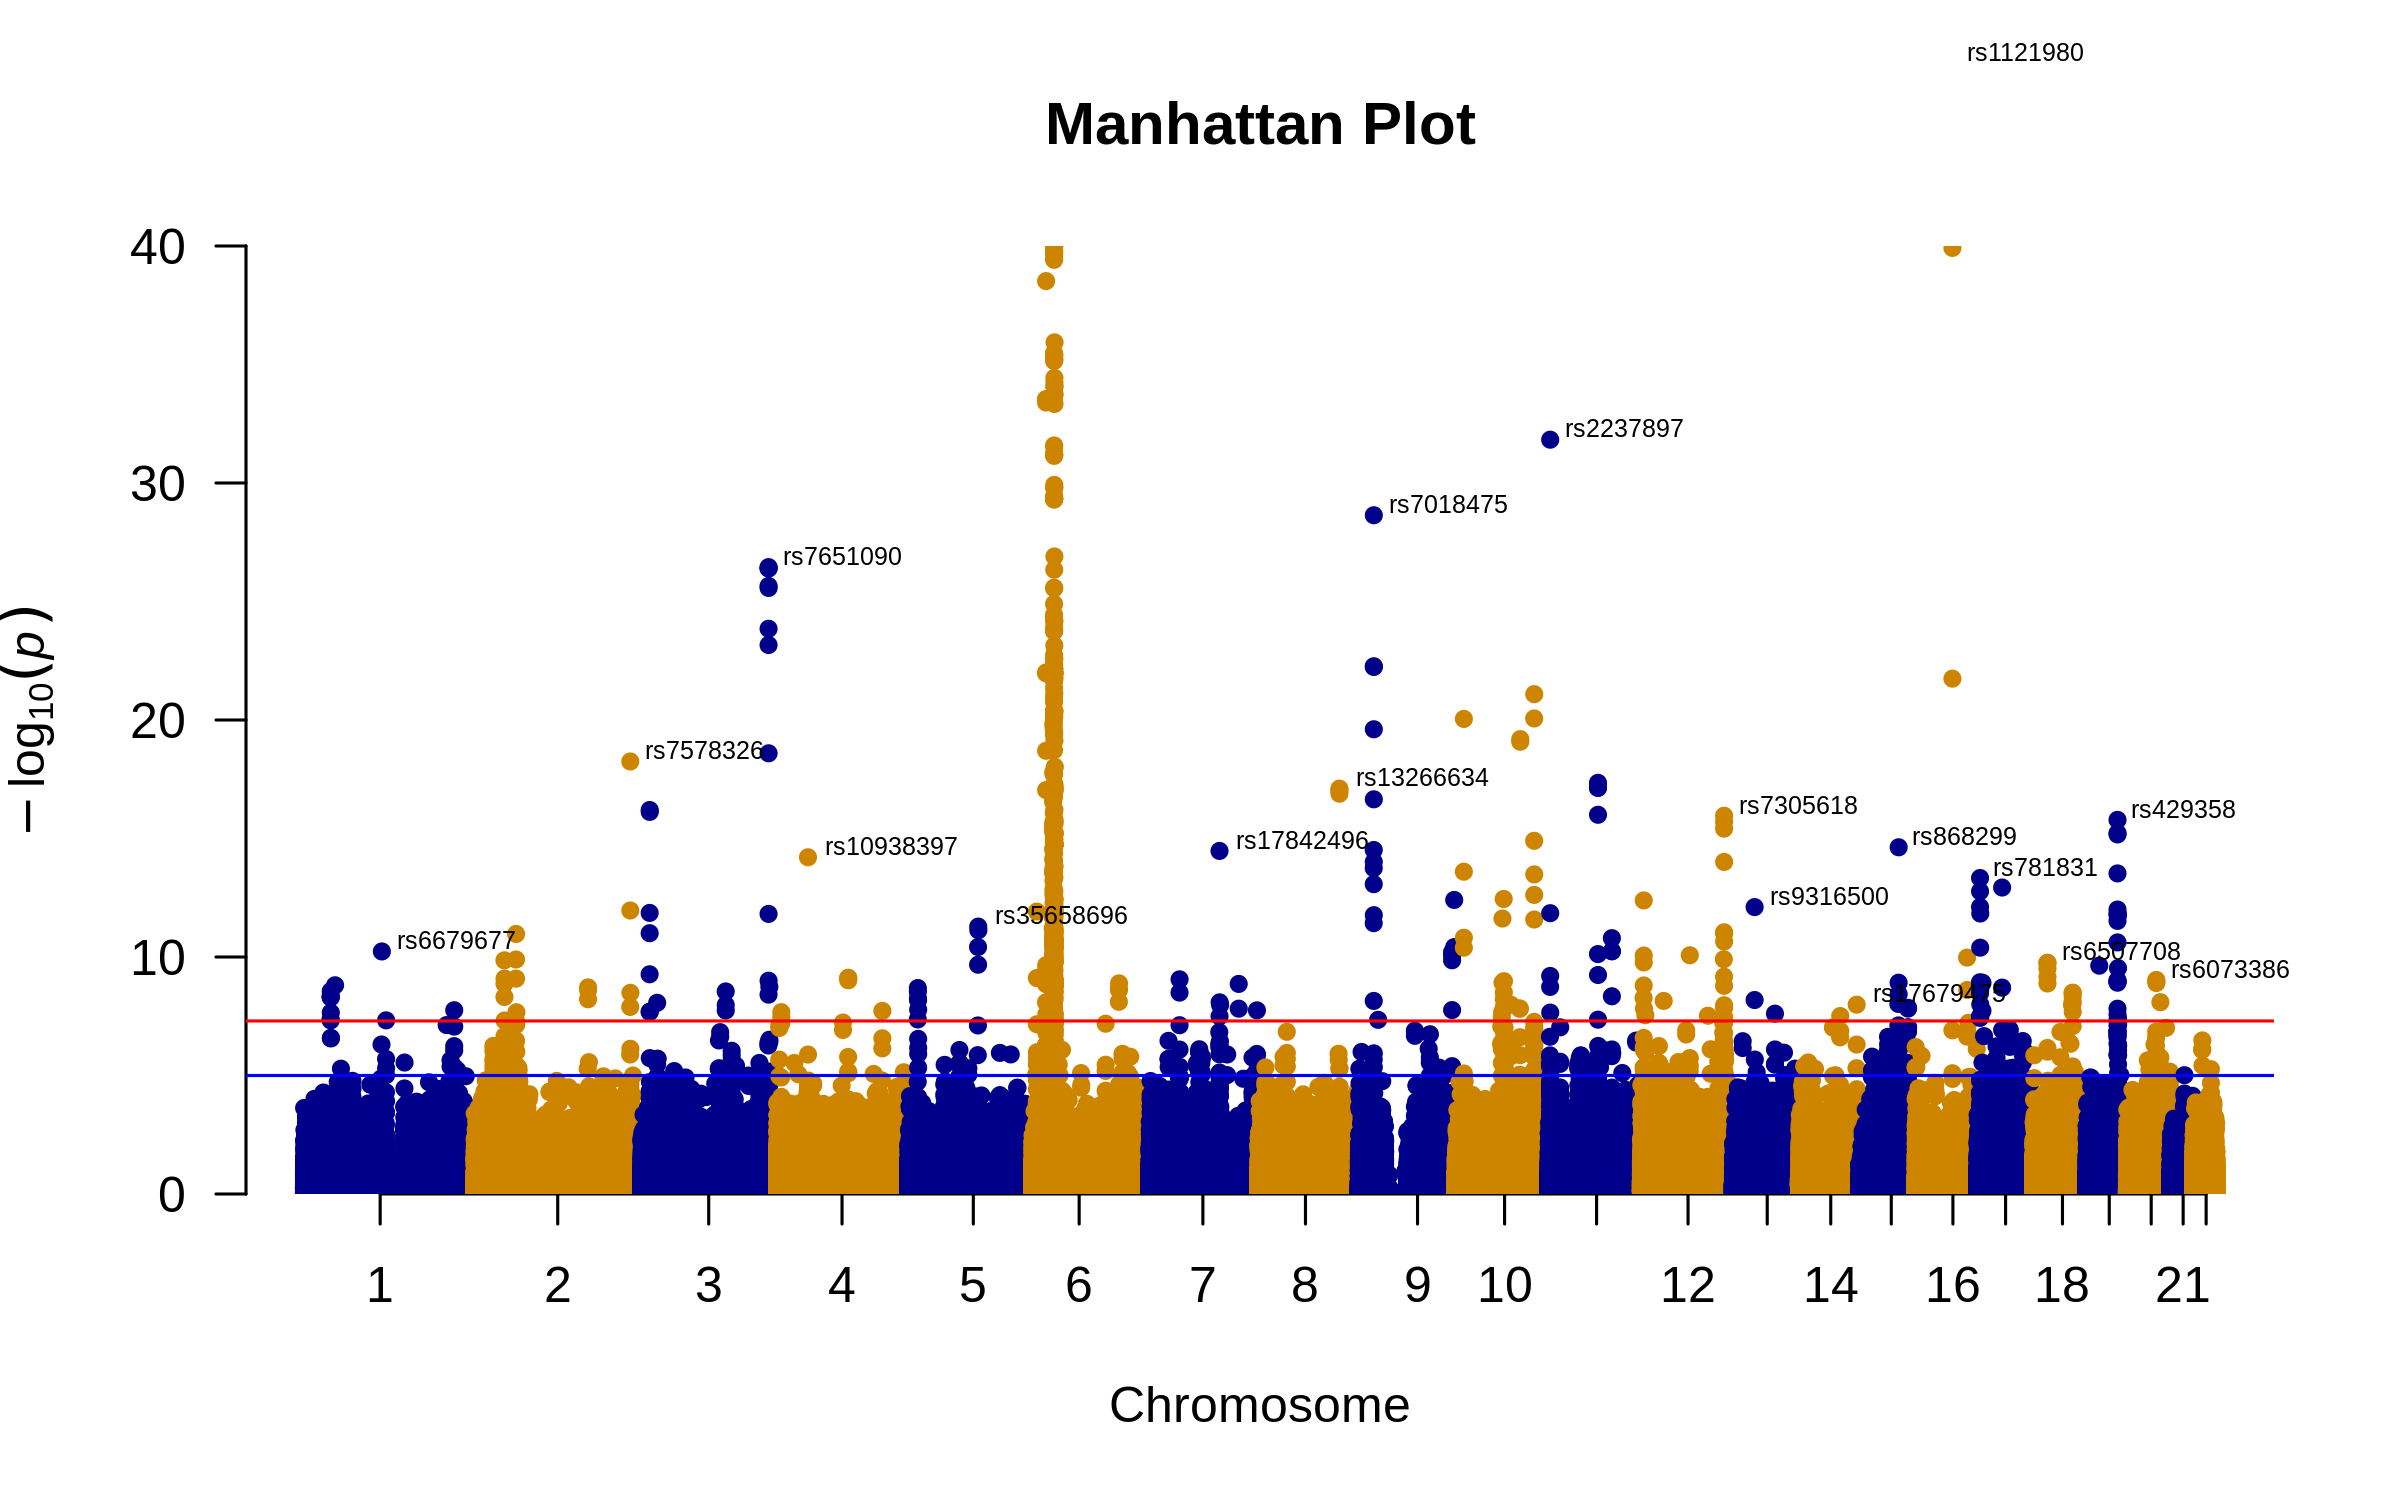 rs1121980
Manhattan Plot
40
rs2237897
30
rs7018475
rs7651090
− log10(p)
20
rs7578326
rs13266634
rs7305618
rs429358
rs10938397
rs17842496
rs868299
rs781831
rs9316500
rs35658696
rs6679677
10
rs6507708
rs6073386
rs17679475
0
1 2 3 4 5 6 7 8 9 10 12 14 16 18 21
Chromosome